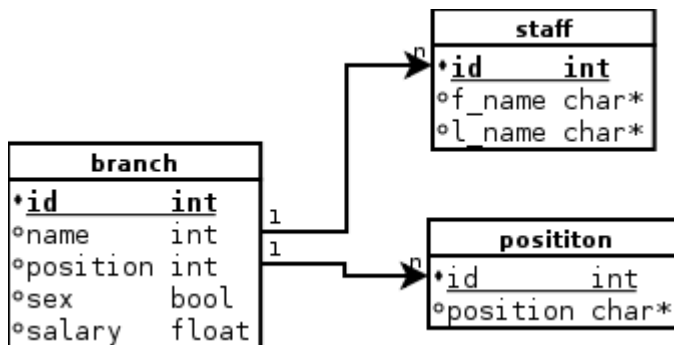 staff
id int
f_name char*
l_name char*
branch
id int
name int
position int
sex bool
salary float
1
n
1
n
posititon
id int
position char*